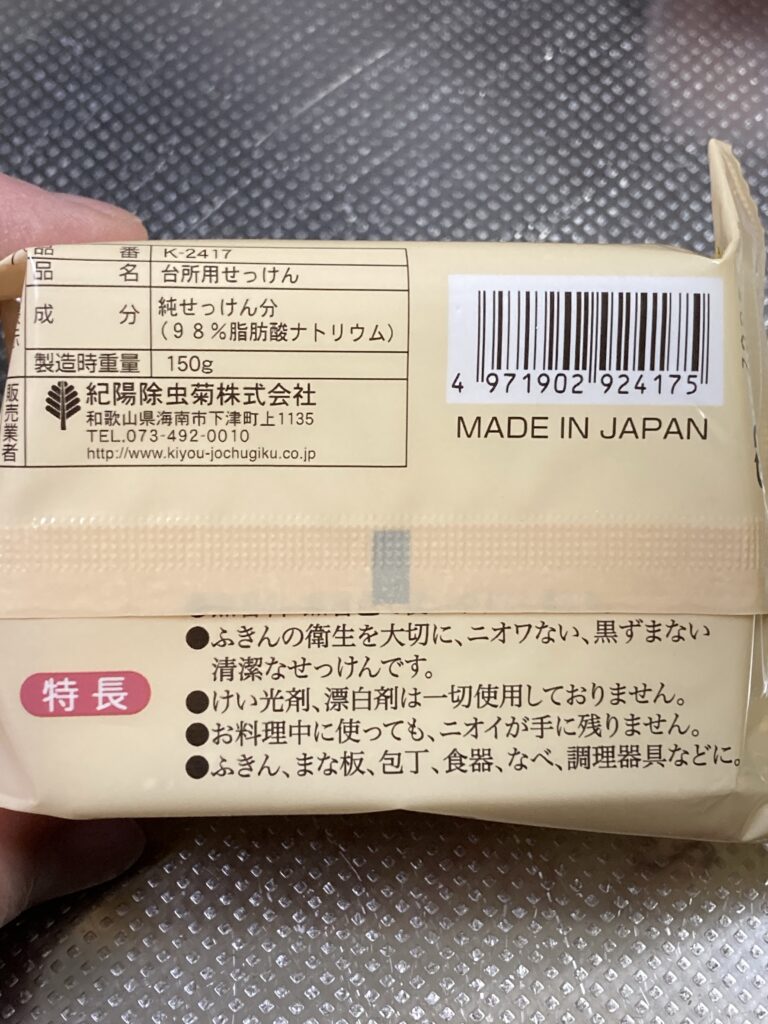 品 番 K-2417
品 名 台所用せっけん
成 分 純せっけん分
(98%脂肪酸ナトリウム)
製造時重量 150g
販売業者
紀陽除虫菊株式会社
和歌山県海南市下津町上1135
TEL.073-492-0010
http://www.kiyou-jochugiku.co.jp
4 971902 924175
MADE IN JAPAN
特長
●ふきんの衛生を大切に、ニオワない、黒ずまない
清潔なせっけんです。
●けい光剤、漂白剤は一切使用しておりません。
●お料理中に使っても、ニオイが手に残りません。
●ふきん、まな板、包丁、食器、なべ、調理器具などに。